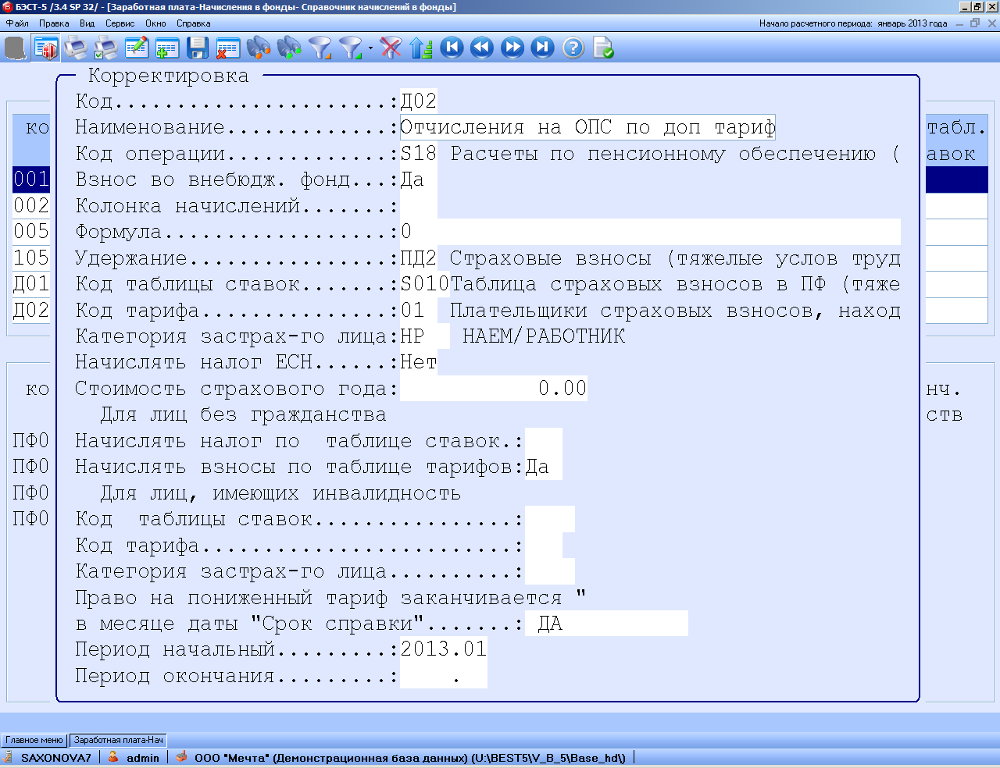 БЭСТ-5 /3.4 SP 32/ - [Заработная плата-Начисления в фонды- Справочник начислений в фонды]
Файл Правка Вид Сервис Окно Справка Начало расчетного периода: январь 2013 года
Корректировка
Код......................:Д02
ко Наименование.............:Отчисления на ОПС по доп тариф табл.
Код операции.............:S18 Расчеты по пенсионному обеспечению ( авок
001 Взнос во внебюдж. фонд...:Да
002 Колонка начислений.......:
005 Формула..................:0
105 Удержание................:ПД2 Страховые взносы (тяжелые услов труд
Д01 Код таблицы ставок.......:S010Таблица страховых взносов в ПФ (тяже
Д02 Код тарифа...............:01 Плательщики страховых взносов, наход
Категория застрах-го лица:НР НАЕМ/РАБОТНИК
Начислять налог ЕСН......:Нет
ко Стоимость страхового года: 0.00 нч.
Для лиц без гражданства ств
ПФ0 Начислять налог по таблице ставок.:
ПФ0 Начислять взносы по таблице тарифов:Да
ПФ0 Для лиц, имеющих инвалидность
ПФ0 Код таблицы ставок................:
Код тарифа.........................:
Категория застрах-го лица..........:
Право на пониженный тариф заканчивается "
в месяце даты "Срок справки".......: ДА
Период начальный.........:2013.01
Период окончания.........: .
Главное меню Заработная плата-Нач
SAXONOVA7 admin ООО "Мечта" (Демонстрационная база данных) (U:\BEST5\V_B_5\Base_hd\)